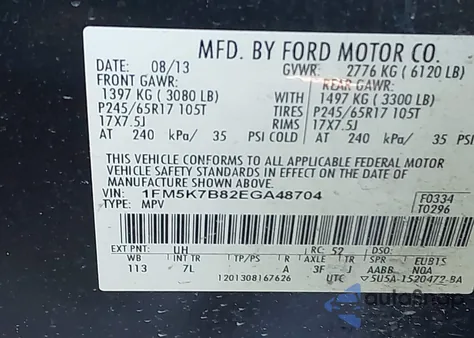 MFD. BY FORD MOTOR CO.
DATE: 08/13 GVWR: 2776 KG ( 6120 LB)
FRONT GAWR: REAR GAWR:
1397 KG ( 3080 LB) WITH 1497 KG ( 3300 LB)
P245/65R17 105T TIRES P245/65R17 105T
17X7.5J RIMS 17X7.5J
AT 240 kPa/ 35 PSI COLD AT 240 kPa/ 35 PSI
THIS VEHICLE CONFORMS TO ALL APPLICABLE FEDERAL MOTOR
VEHICLE SAFETY AND
IN EFFECT ON THE DATE OF MANUFACTURE SHOWN ABOVE.
VIN: 1FM5K7B82EGA48704 F0334
TYPE: MPV T0296
EXT PNT: UH RC: 52 DSO:
WB INT TR TP/PS R AXLE TR SPR EUB1S
113 7L A 3F J AABB NQA
1201308167626 UTC 5U5A-1520472-BA
autoSnap